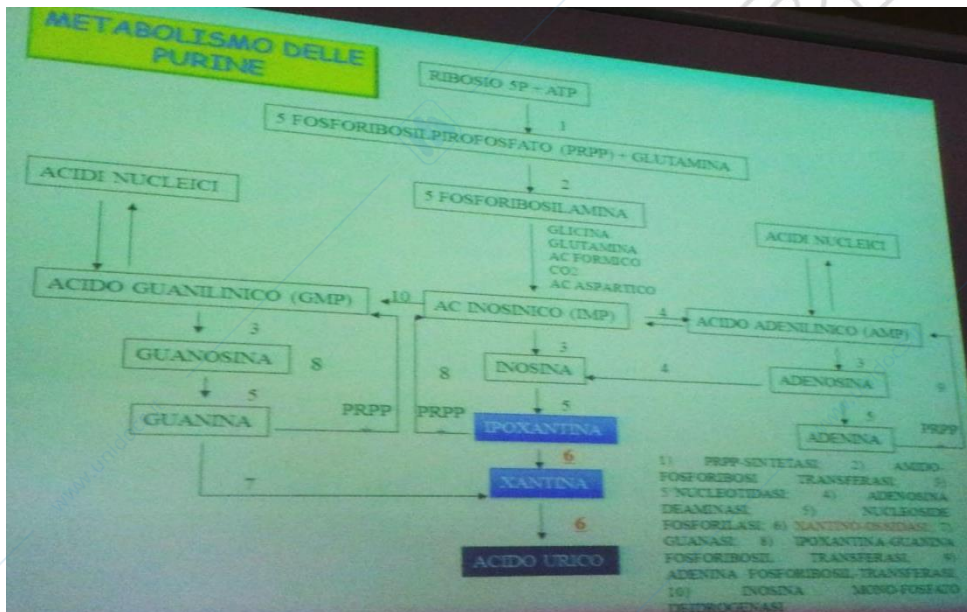 METABOLISMO DELLE
PURINE
RIBOSIO 5P + ATP
1
5 FOSFORIBOSILPIROFOSFATO (PRPP) + GLUTAMINA
2
ACIDI NUCLEICI
5 FOSFORIBOSILAMINA
GLICINA
GLUTAMINA
AC FORMICO
CO2
AC ASPARTICO
ACIDI NUCLEICI
ACIDO GUANILINICO (GMP)
10
AC INOSINICO (IMP)
4
ACIDO ADENILINICO (AMP)
3
3
3
GUANOSINA
8
8
INOSINA
4
ADENOSINA
9
5
5
5
GUANINA
PRPP
PRPP
IPOXANTINA
ADENINA
PRPP
6
7
XANTINA
6
ACIDO URICO
1) PRPP-SINTETASI; 2) AMIDO-
FOSFORIBOSI TRANSFERASI; 3)
5'NUCLEOTIDASI; 4) ADENOSINA
DEAMINASI; 5) NUCLEOSIDE
FOSFORILASI; 6) XANTINO-OSSIDASI; 7)
GUANASI; 8) IPOXANTINA-GUANINA
FOSFORIBOSIL TRANSFERASI; 9)
ADENINA FOSFORIBOSIL-TRANSFERASI;
10) INOSINA MONO-FOSFATO
DEIDROGENASI